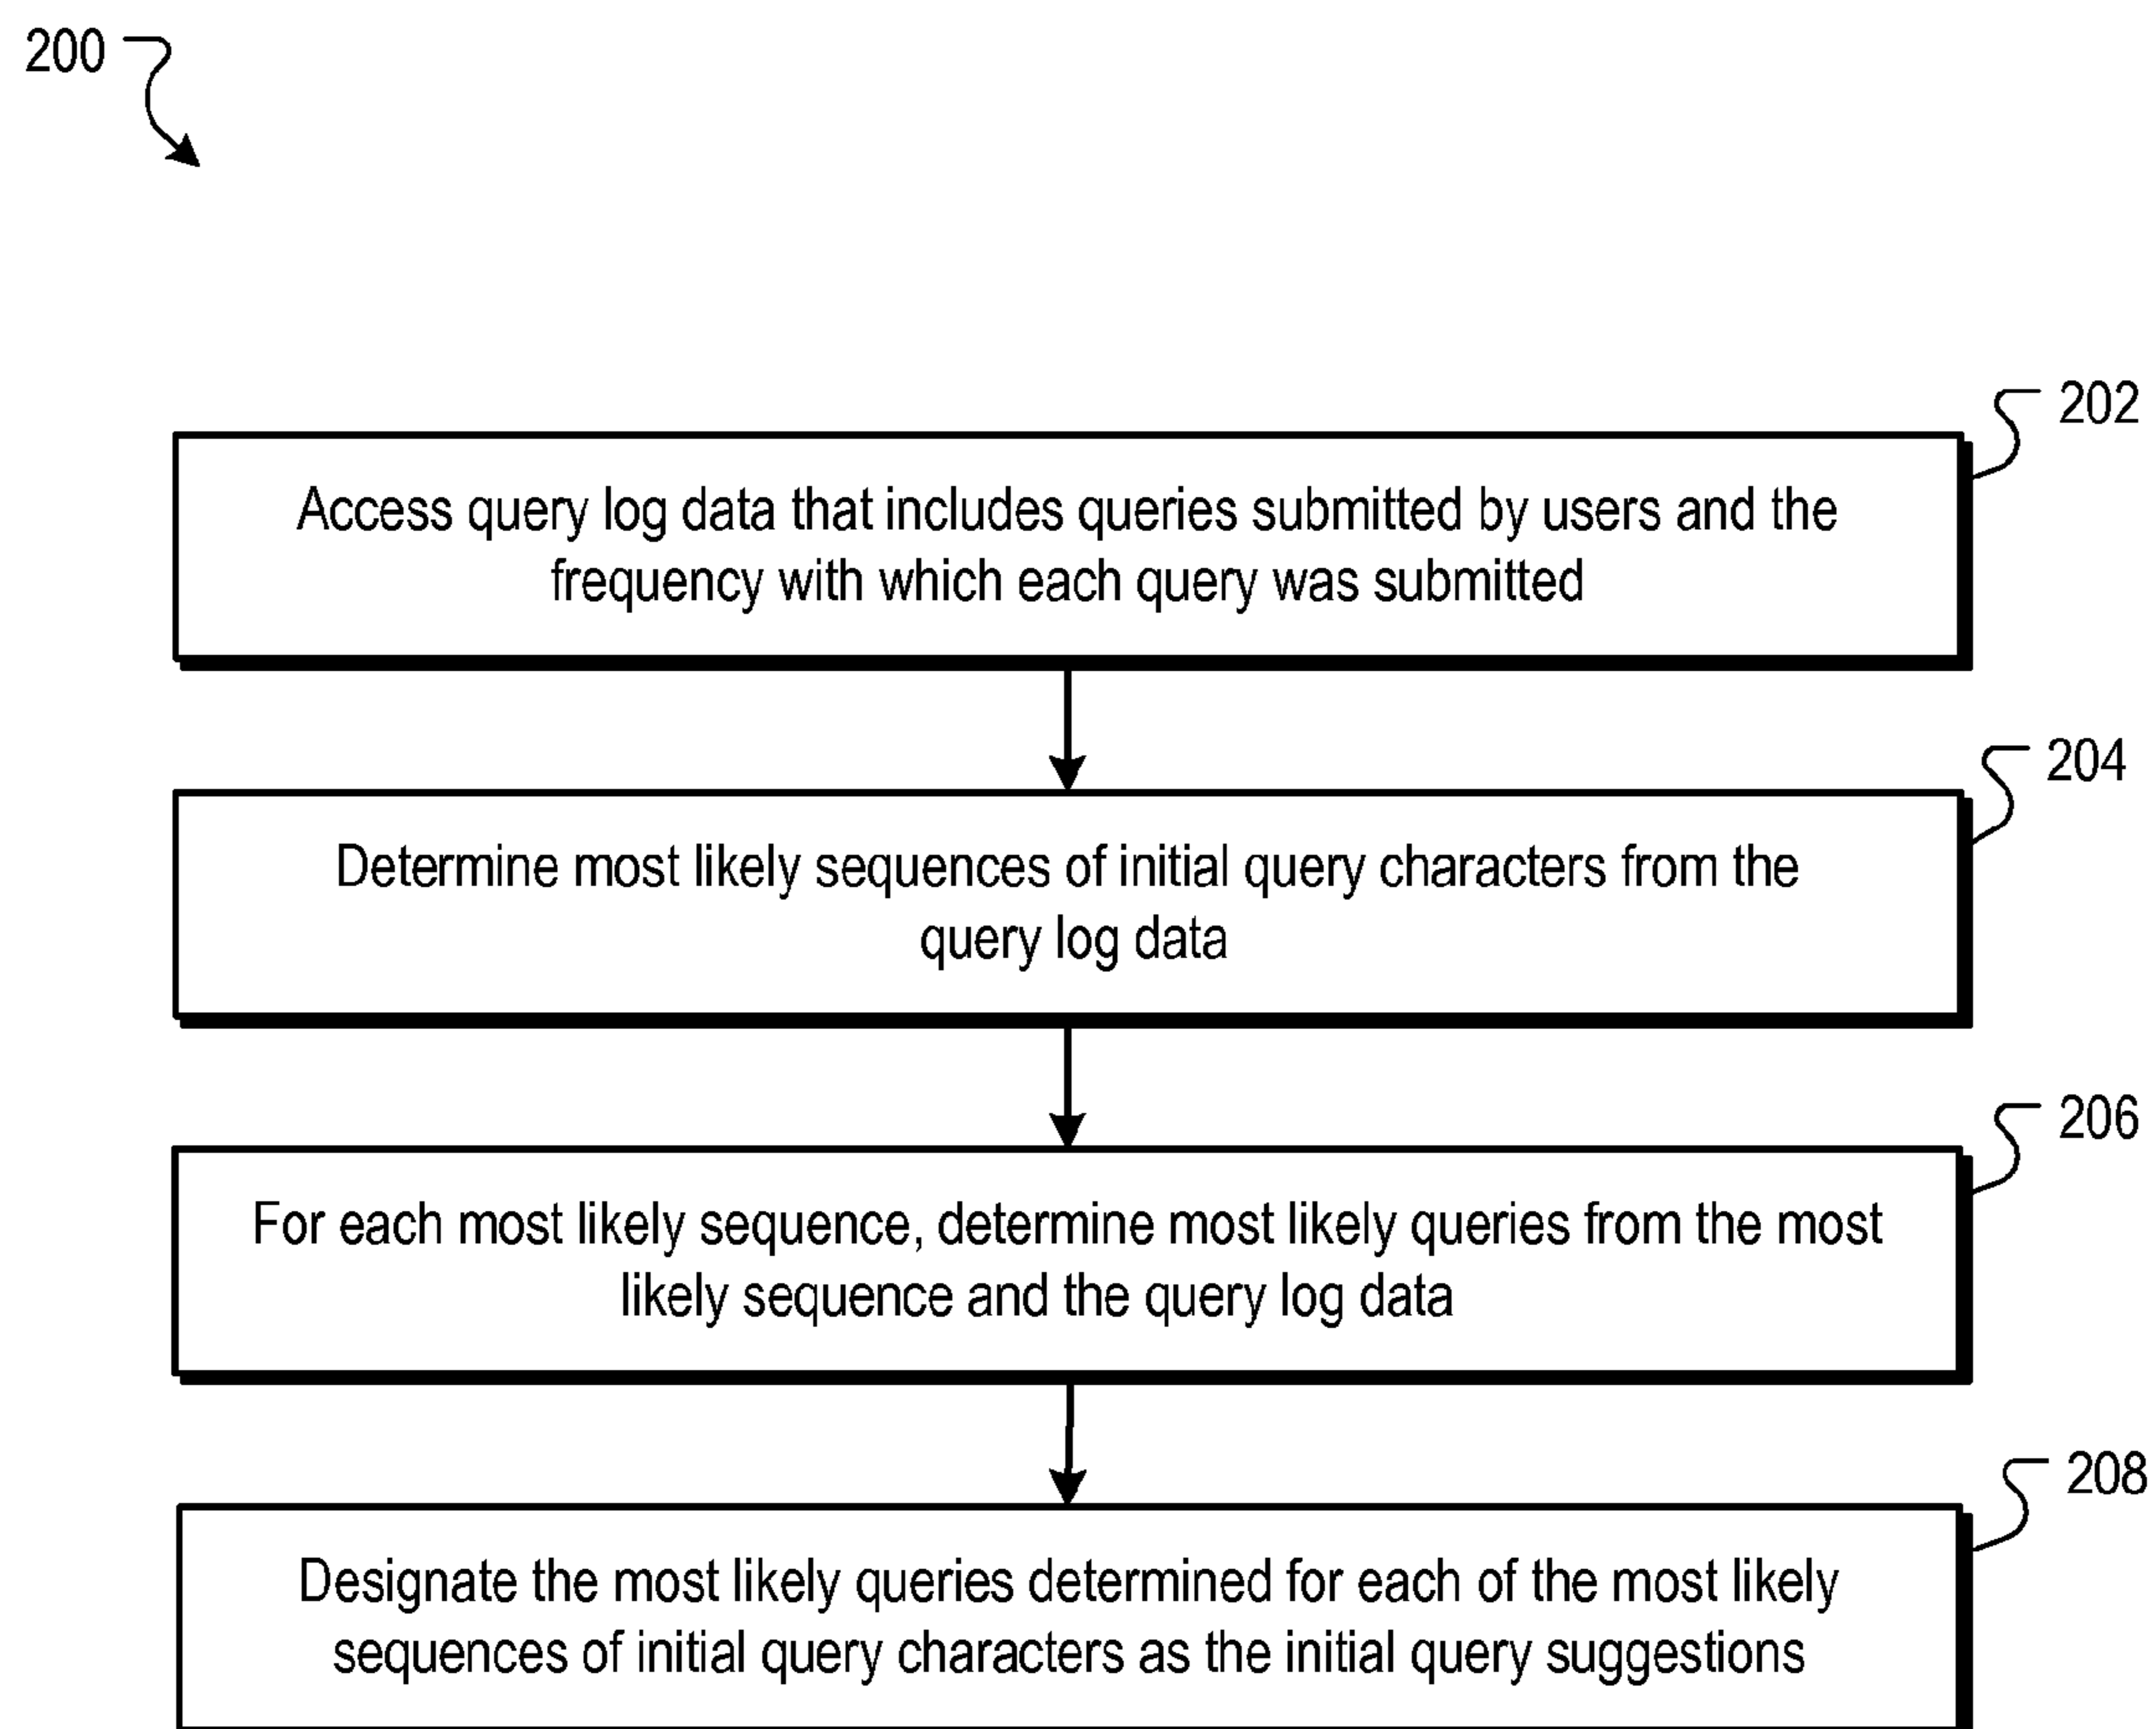 200
202
Access query log data that includes queries submitted by users and the
frequency with which each query was submitted
204
Determine most likely sequences of initial query characters from the
query log data
206
For each most likely sequence, determine most likely queries from the most
likely sequence and the query log data
208
Designate the most likely queries determined for each of the most likely
sequences of initial query characters as the initial query suggestions